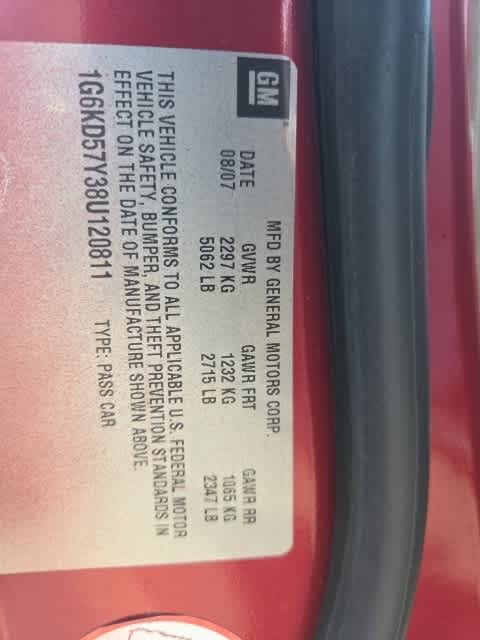 GM
MFD BY GENERAL MOTORS CORP.
DATE GVWR GAWR FRT GAWR RR
08/07 2297 KG 1232 KG 1065 KG
5062 LB 2715 LB 2347 LB
THIS VEHICLE CONFORMS TO ALL APPLICABLE U.S. FEDERAL MOTOR
VEHICLE SAFETY, BUMPER, AND THEFT PREVENTION STANDARDS IN
EFFECT ON THE DATE OF MANUFACTURE SHOWN ABOVE.
1G6KD57Y38U120811 TYPE: PASS CAR